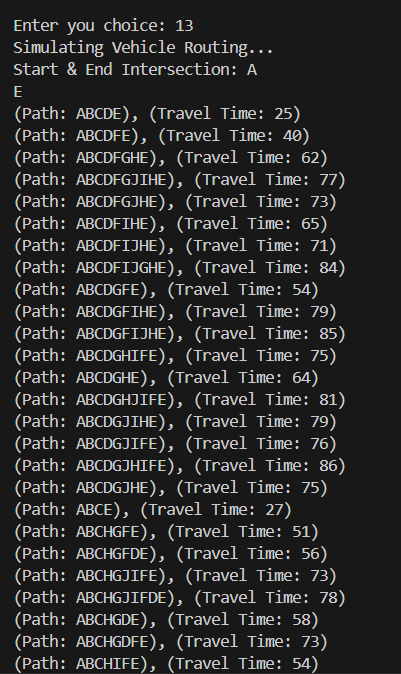 Enter you choice: 13
Simulating Vehicle Routing...
Start & End Intersection: A
E
(Path: ABCDE), (Travel Time: 25)
(Path: ABCDFE), (Travel Time: 40)
(Path: ABCDFGHE), (Travel Time: 62)
(Path: ABCDFGJIHE), (Travel Time: 77)
(Path: ABCDFGJHE), (Travel Time: 73)
(Path: ABCDFIHE), (Travel Time: 65)
(Path: ABCDFIJHE), (Travel Time: 71)
(Path: ABCDFIJGHE), (Travel Time: 84)
(Path: ABCDGFE), (Travel Time: 54)
(Path: ABCDGFIHE), (Travel Time: 79)
(Path: ABCDGFIJHE), (Travel Time: 85)
(Path: ABCDGHIFE), (Travel Time: 75)
(Path: ABCDGHE), (Travel Time: 64)
(Path: ABCDGHJIFE), (Travel Time: 81)
(Path: ABCDGJIHE), (Travel Time: 79)
(Path: ABCDGJIFE), (Travel Time: 76)
(Path: ABCDGJHIFE), (Travel Time: 86)
(Path: ABCDGJHE), (Travel Time: 75)
(Path: ABCE), (Travel Time: 27)
(Path: ABCHGFE), (Travel Time: 51)
(Path: ABCHGFDE), (Travel Time: 56)
(Path: ABCHGJIFE), (Travel Time: 73)
(Path: ABCHGJIFDE), (Travel Time: 78)
(Path: ABCHGDE), (Travel Time: 58)
(Path: ABCHGDFE), (Travel Time: 73)
(Path: ABCHIFE), (Travel Time: 54)